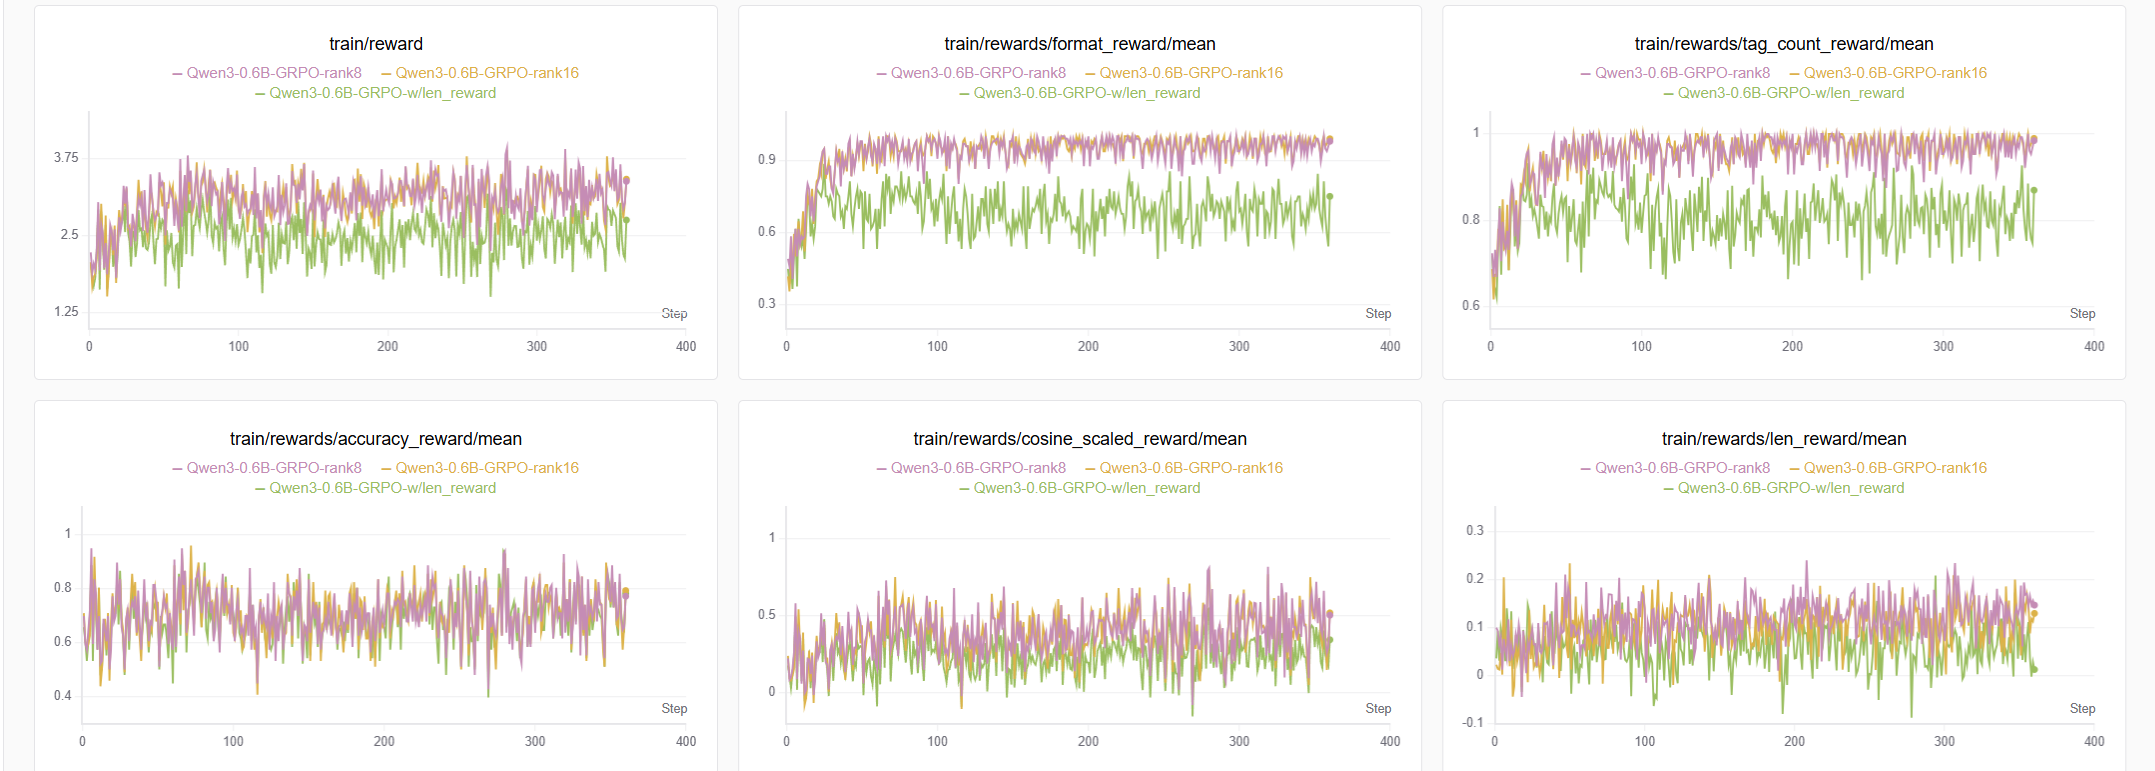 train/reward
Qwen3-0.6B-GRPO-rank8 Qwen3-0.6B-GRPO-rank16
Qwen3-0.6B-GRPO-w/len_reward
3.75
2.5
1.25
Step
0 100 200 300 400
train/rewards/format_reward/mean
Qwen3-0.6B-GRPO-rank8 Qwen3-0.6B-GRPO-rank16
Qwen3-0.6B-GRPO-w/len_reward
0.9
0.6
0.3
Step
0 100 200 300 400
train/rewards/tag_count_reward/mean
Qwen3-0.6B-GRPO-rank8 Qwen3-0.6B-GRPO-rank16
Qwen3-0.6B-GRPO-w/len_reward
1
0.8
0.6
Step
0 100 200 300 400
train/rewards/accuracy_reward/mean
Qwen3-0.6B-GRPO-rank8 Qwen3-0.6B-GRPO-rank16
Qwen3-0.6B-GRPO-w/len_reward
1
0.8
0.6
0.4
Step
0 100 200 300 400
train/rewards/cosine_scaled_reward/mean
Qwen3-0.6B-GRPO-rank8 Qwen3-0.6B-GRPO-rank16
Qwen3-0.6B-GRPO-w/len_reward
1
0.5
0
Step
0 100 200 300 400
train/rewards/len_reward/mean
Qwen3-0.6B-GRPO-rank8 Qwen3-0.6B-GRPO-rank16
Qwen3-0.6B-GRPO-w/len_reward
0.3
0.2
0.1
0
-0.1
Step
0 100 200 300 400